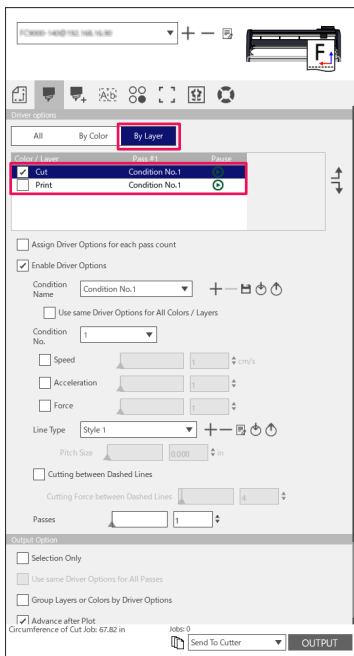 FC9000-140@192.168.16.90
F
A/b
Driver options
All By Color By Layer
Color / Layer Pass #1 Pause
Cut Condition No.1
Print Condition No.1
Assign Driver Options for each pass count
Enable Driver Options
Condition Name Condition No.1
Use same Driver Options for All Colors / Layers
Condition No. 1
Speed 1 cm/s
Acceleration 1
Force 1
Line Type Style 1
Pitch Size 0.000 in
Cutting between Dashed Lines
Cutting Force between Dashed Lines 4
Passes 1
Output Option
Selection Only
Use same Driver Options for All Passes
Group Layers or Colors by Driver Options
Advance after Plot
Circumference of Cut Job: 67.82 in Jobs: 0
Send To Cutter OUTPUT